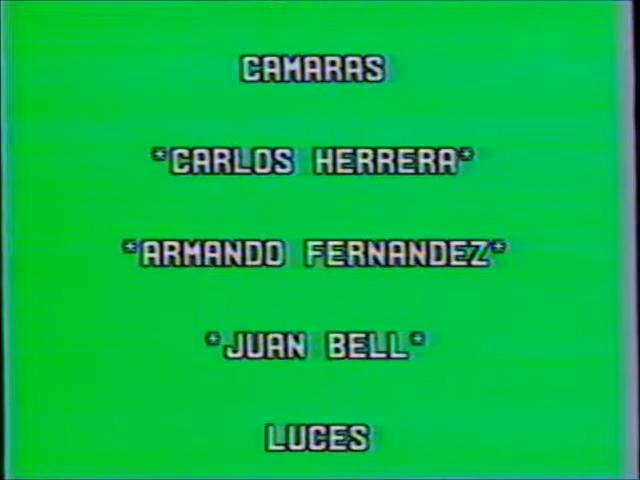 CAMARAS
*CARLOS HERRERA*
*ARMANDO FERNANDEZ*
*JUAN BELL*
LUCES